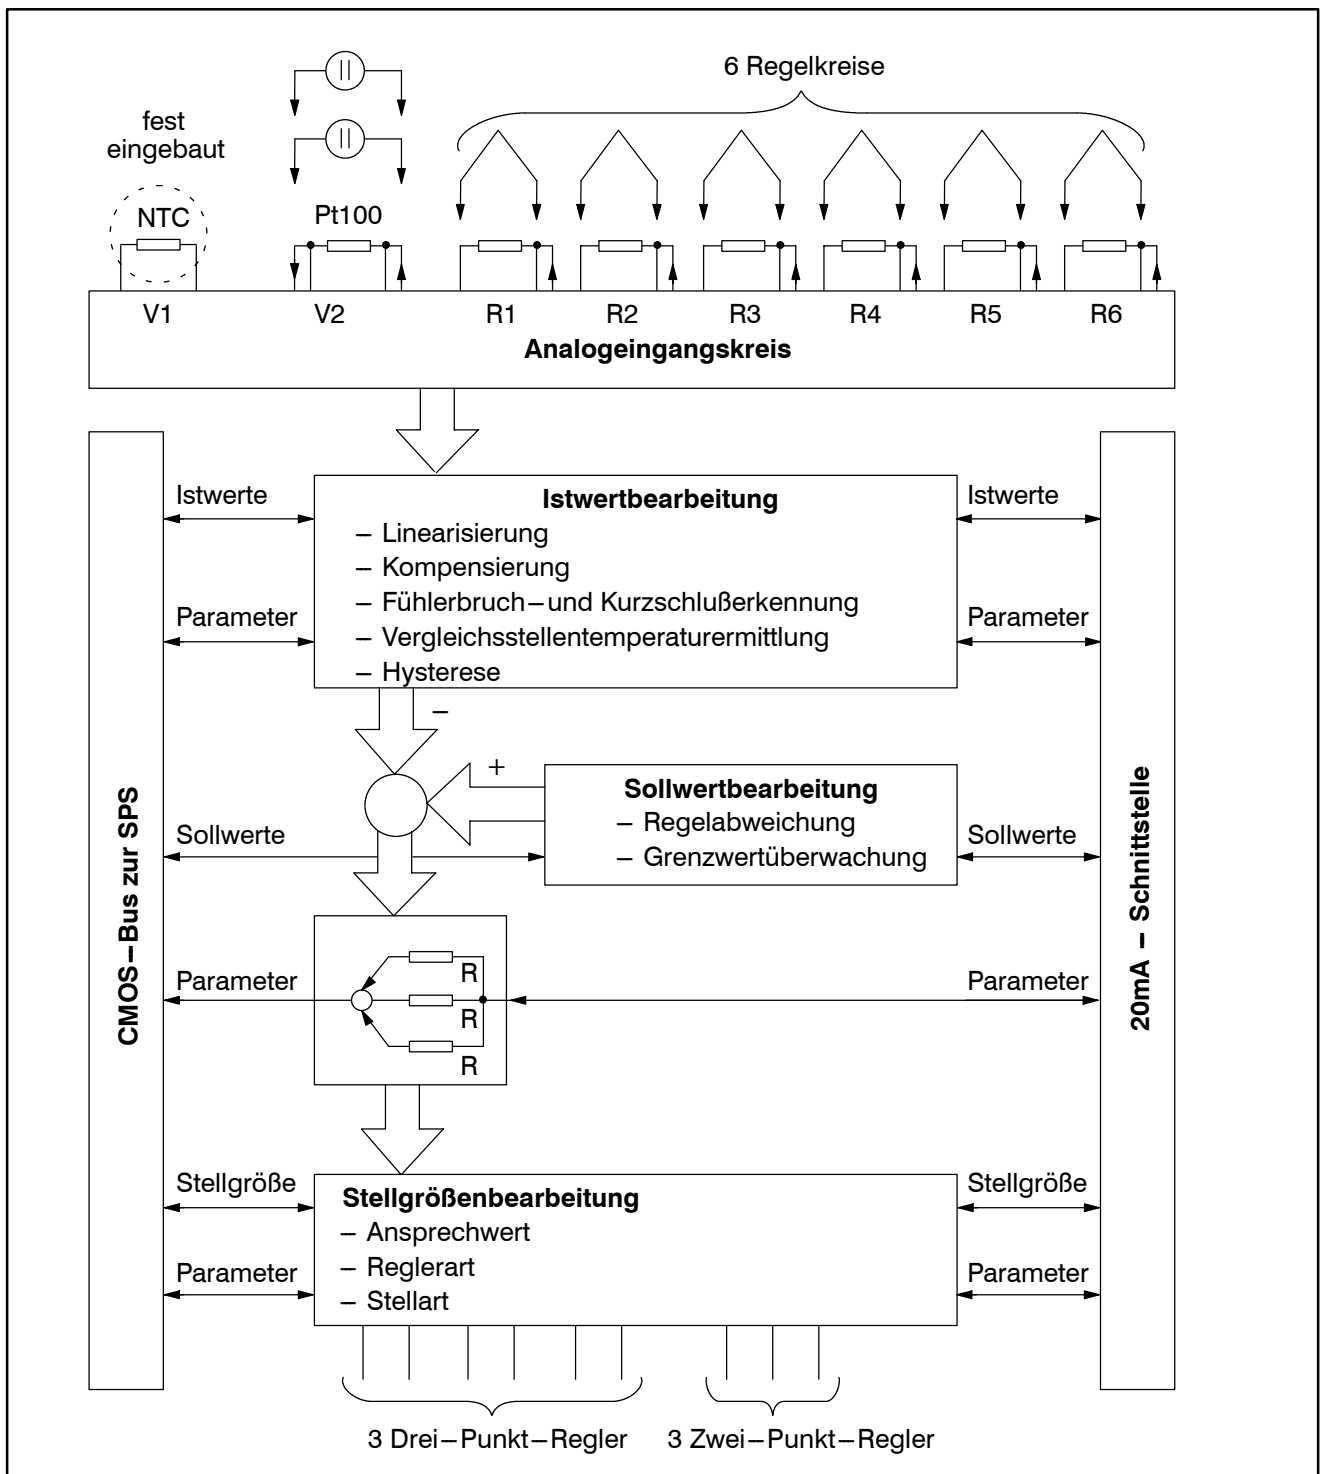 6 Regelkreise
fest
eingebaut
NTC
Pt100
V1
V2
R1
R2
R3
R4
R5
R6
Analogeingangskreis
Istwerte
Istwertbearbeitung
Istwerte
– Linearisierung
– Kompensierung
– Fühlerbruch–und Kurzschlußerkennung
Parameter
Parameter
– Vergleichsstellentemperaturermittlung
– Hysterese
–
+
Sollwertbearbeitung
– Regelabweichung
– Grenzwertüberwachung
Sollwerte
Sollwerte
CMOS–Bus zur SPS
20mA – Schnittstelle
Parameter
R
R
R
Parameter
Stellgröße
Stellgrößenbearbeitung
Stellgröße
– Ansprechwert
– Reglerart
– Stellart
Parameter
Parameter
3 Drei–Punkt–Regler
3 Zwei–Punkt–Regler